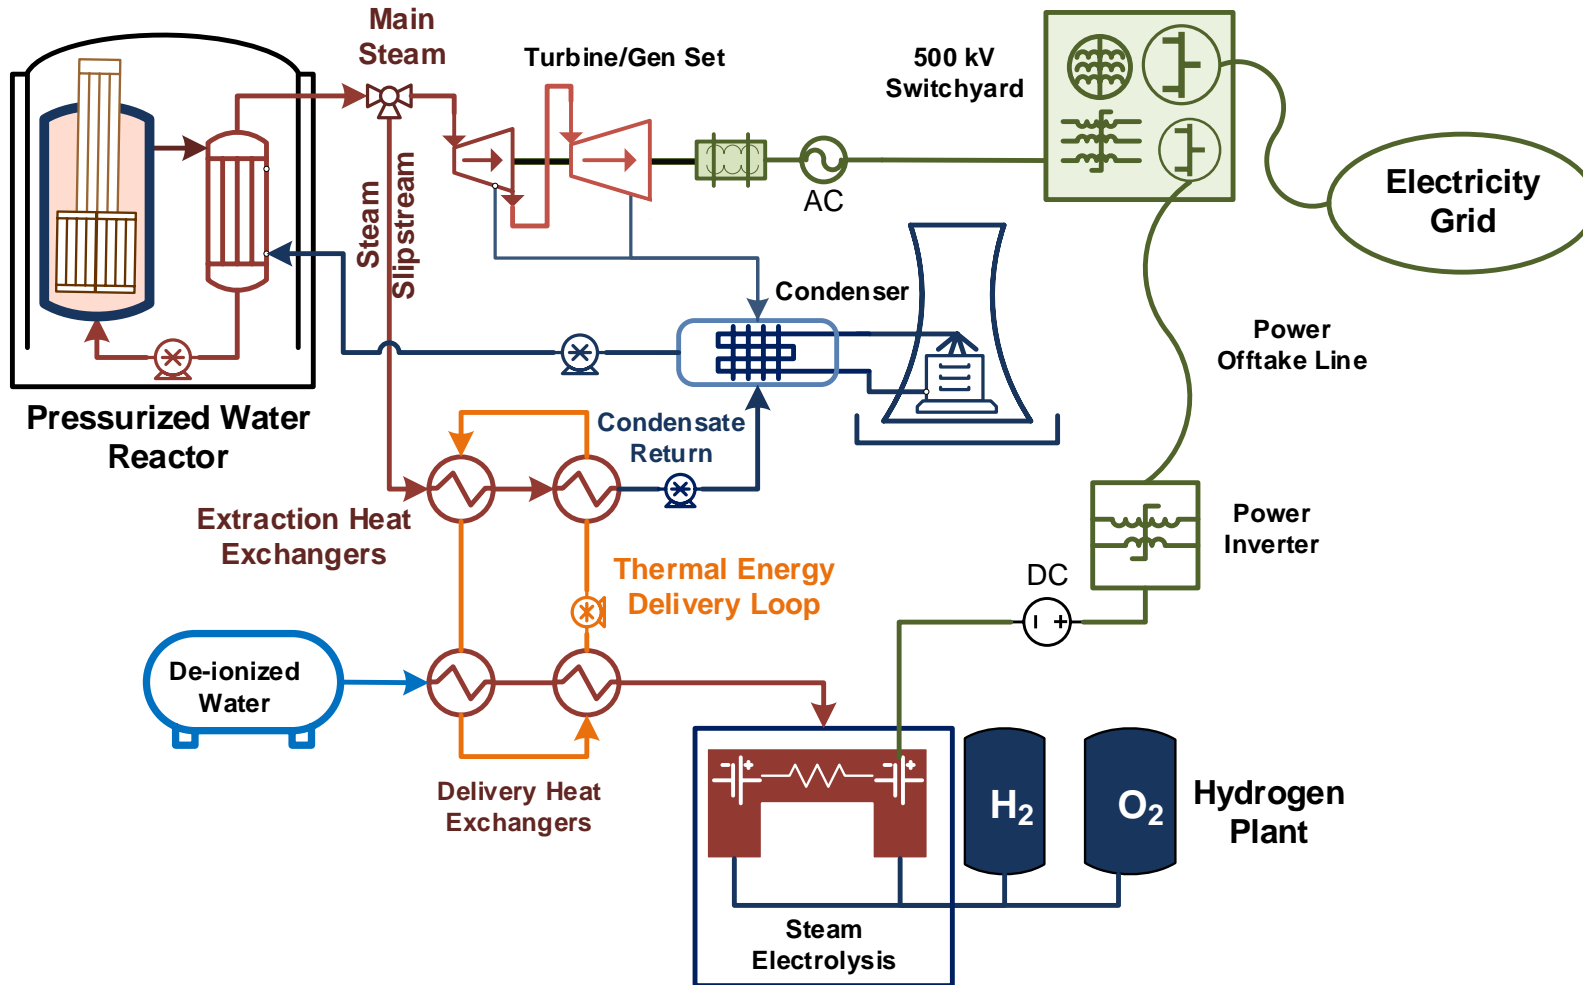 Main
Steam
Turbine/Gen Set
500 kV
Switchyard
AC
Electricity
Grid
Steam
Slipstream
Condenser
Power
Offtake Line
Pressurized Water
Reactor
Condensate
Return
Extraction Heat
Exchangers
Power
Inverter
Thermal Energy
Delivery Loop
DC
De-ionized
Water
Delivery Heat
Exchangers
H2
O2
Hydrogen
Plant
Steam
Electrolysis